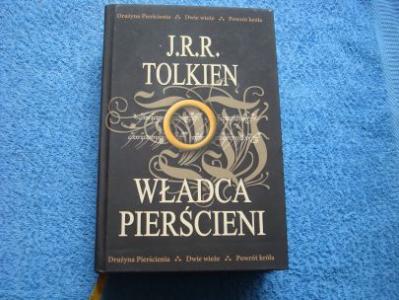 Drużyna Pierścienia ⁂ Dwie wieże ⁂ Powrót króla
J.R.R.
TOLKIEN
WŁADCA
PIERŚCIENI
Drużyna Pierścienia ⁂ Dwie wieże ⁂ Powrót króla